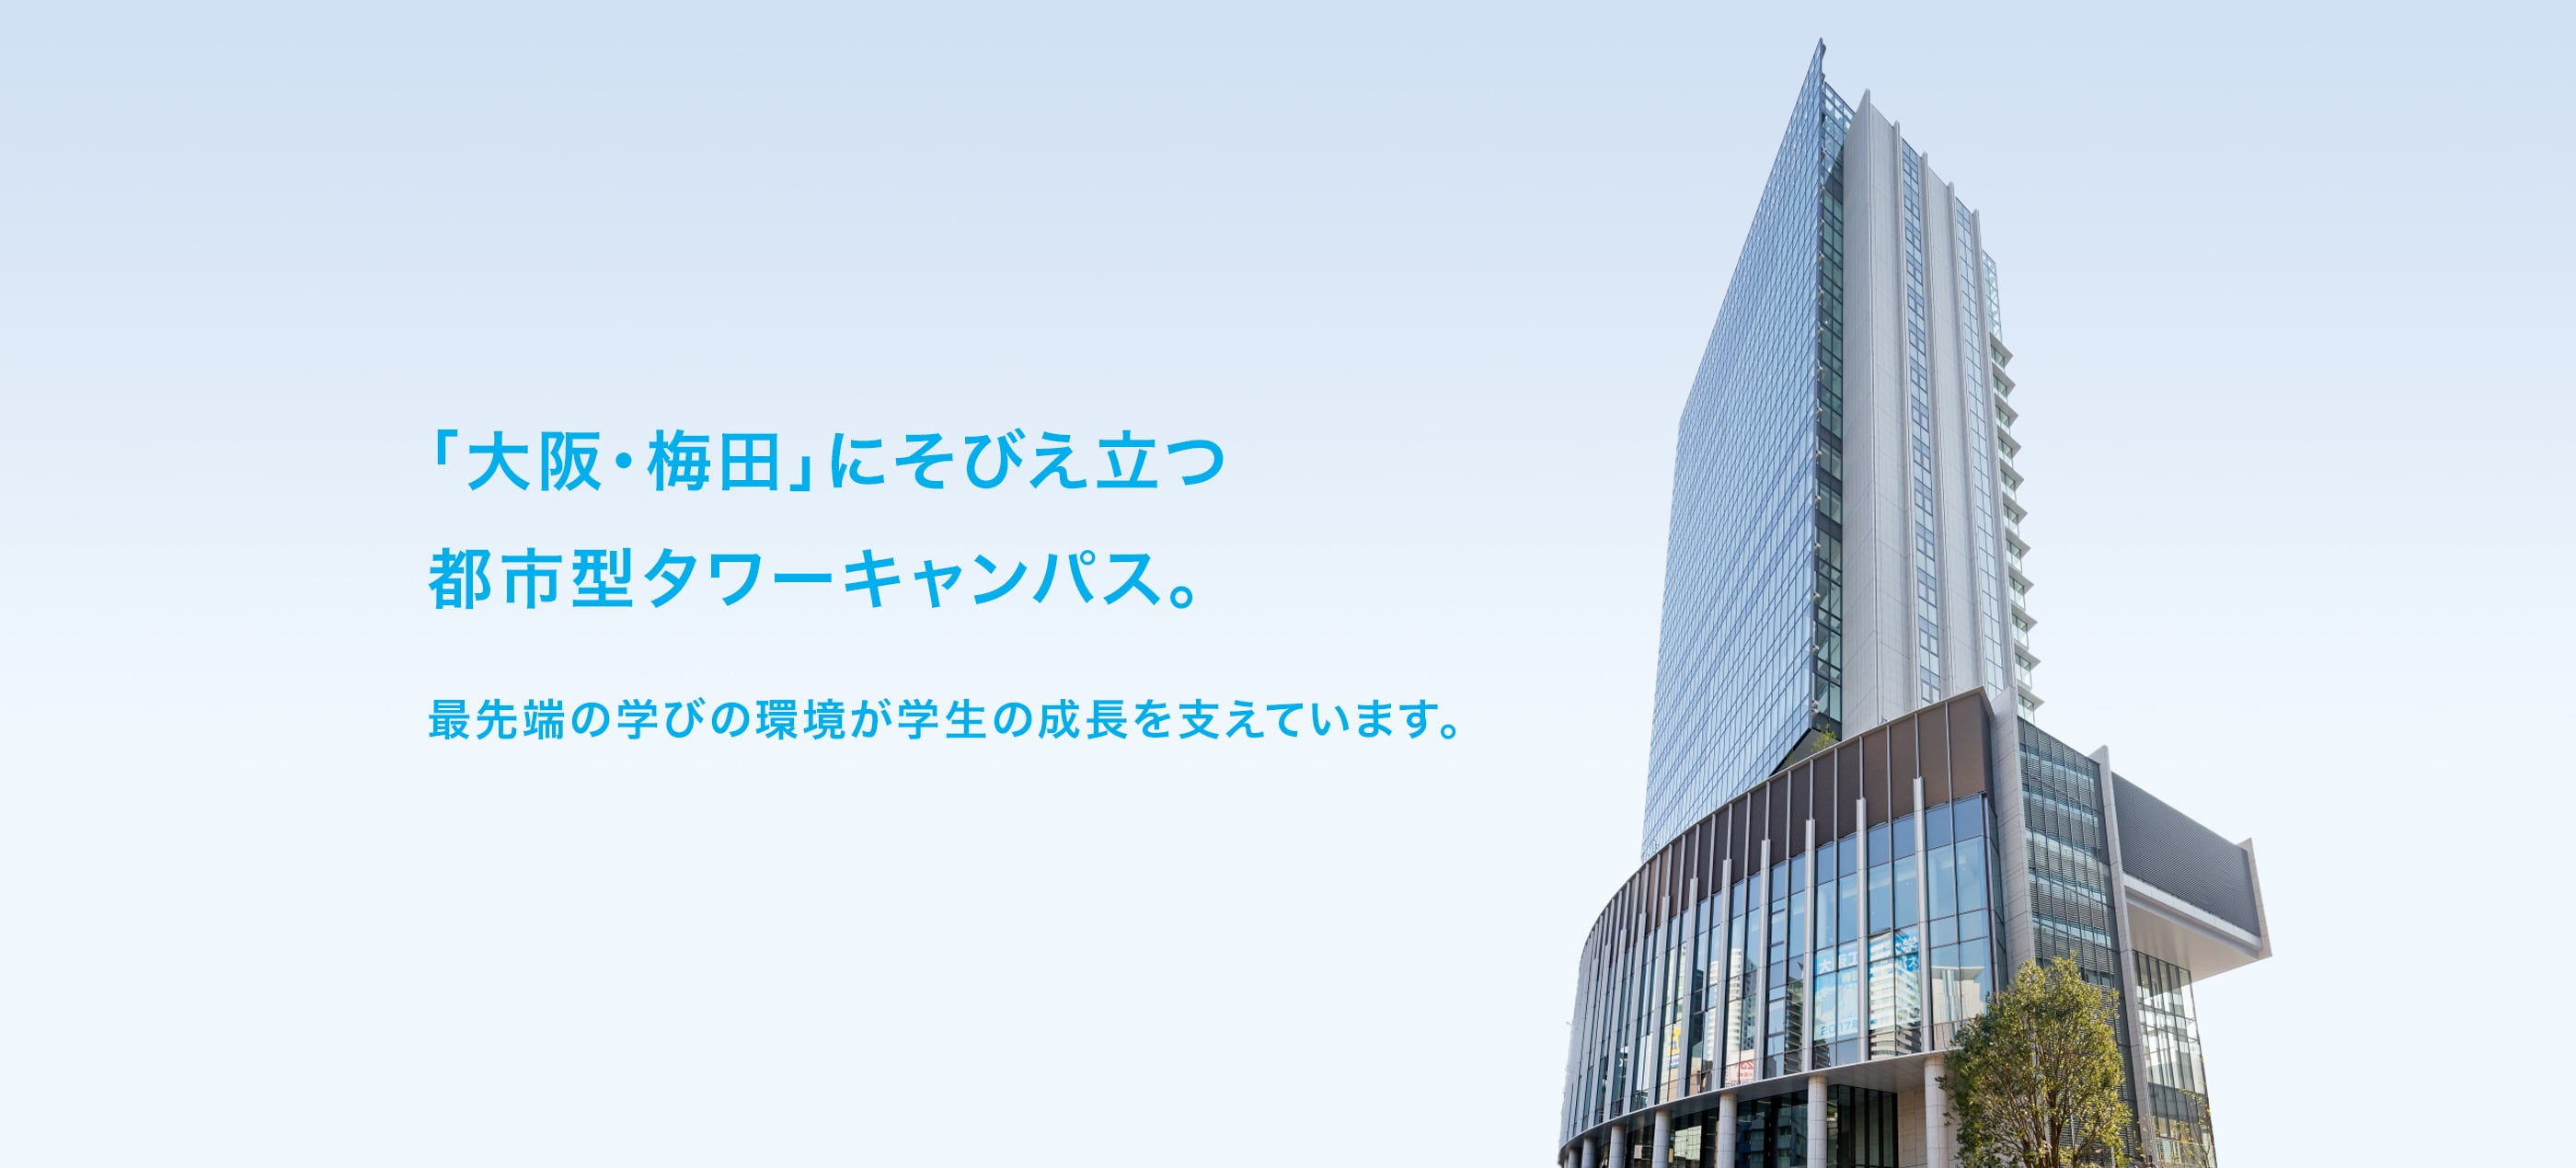 「大阪・梅田」にそびえ立つ
都市型タワーキャンパス。
最先端の学びの環境が学生の成長を支えています。